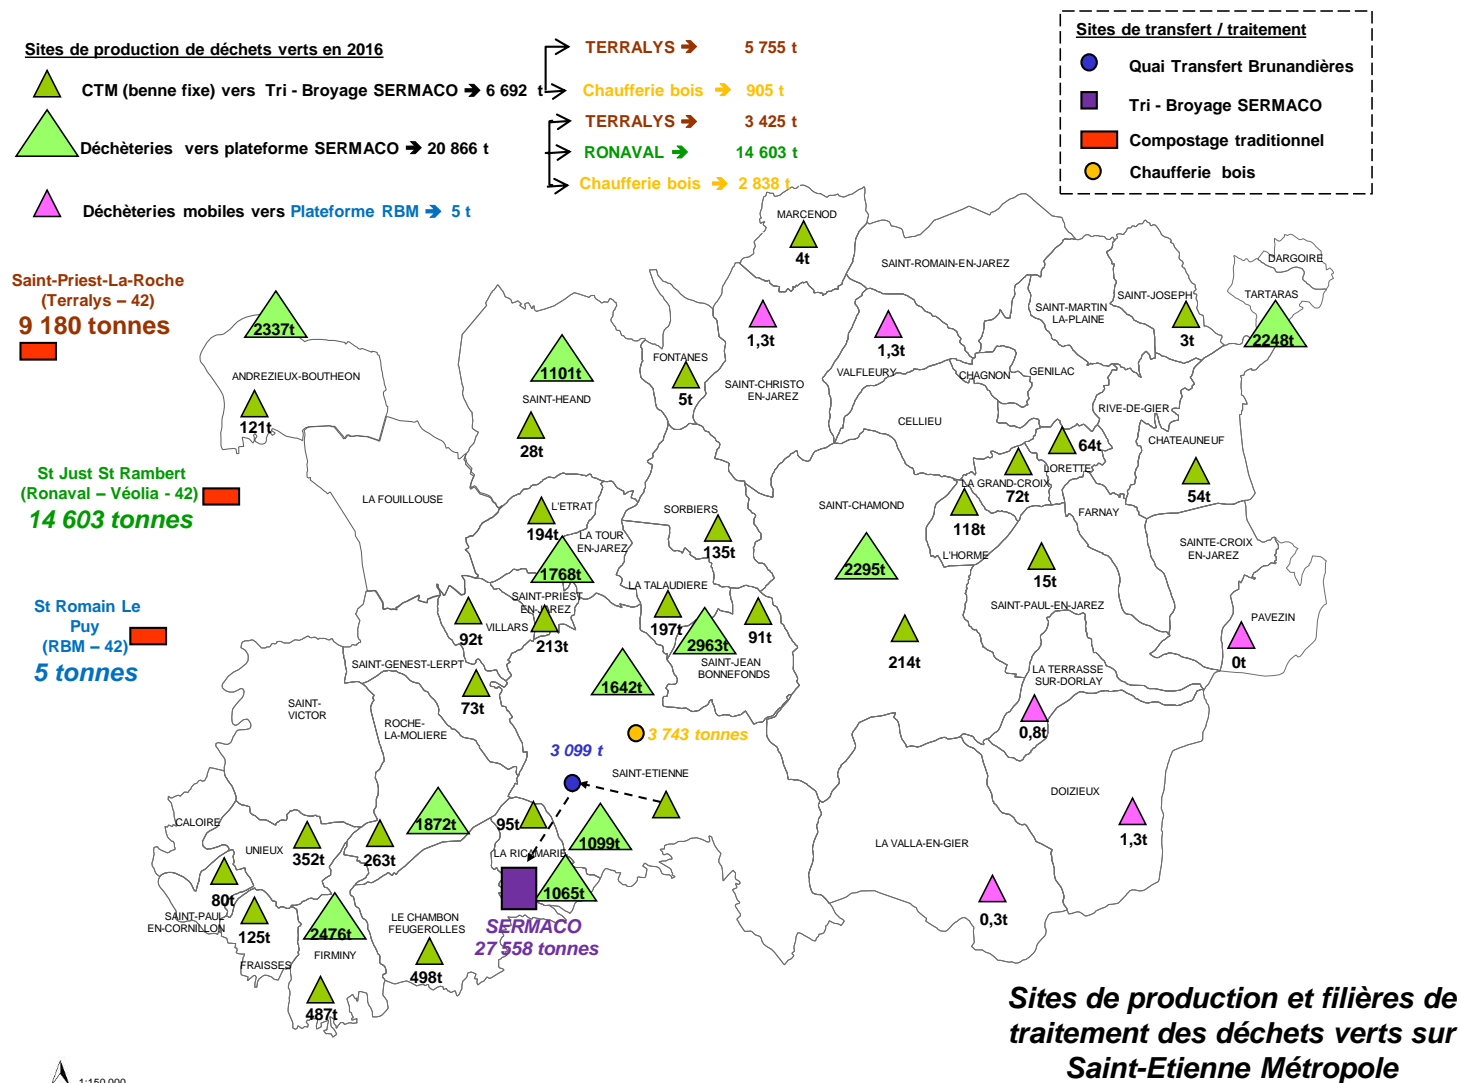 Sites de production de déchets verts en 2016
CTM (benne fixe) vers Tri - Broyage SERMACO ➔ 6 692 t
TERRALYS ➔ 5 755 t
Chaufferie bois ➔ 905 t
Déchèteries vers plateforme SERMACO ➔ 20 866 t
TERRALYS ➔ 3 425 t
RONAVAL ➔ 14 603 t
Chaufferie bois ➔ 2 838 t
Déchèteries mobiles vers Plateforme RBM ➔ 5 t
Sites de transfert / traitement
Quai Transfert Brunandières
Tri - Broyage SERMACO
Compostage traditionnel
Chaufferie bois
Saint-Priest-La-Roche
(Terralys – 42)
9 180 tonnes
St Just St Rambert
(Ronaval – Véolia - 42)
14 603 tonnes
St Romain Le
Puy
(RBM – 42)
5 tonnes
MARCENOD
4t
SAINT-ROMAIN-EN-JAREZ
DARGOIRE
TARTARAS
2248t
SAINT-JOSEPH
3t
SAINT-MARTIN
LA-PLAINE
2337t
ANDREZIEUX-BOUTHEON
121t
1101t
SAINT-HEAND
28t
FONTANES
5t
1,3t
SAINT-CHRISTO
EN-JAREZ
1,3t
VALFLEURY
CHAGNON
GENILAC
CELLIEU
RIVE-DE-GIER
CHATEAUNEUF
54t
64t
LORETTE
LA GRAND-CROIX
72t
118t
L'HORME
FARNAY
SAINTE-CROIX
EN-JAREZ
LA FOUILLOUSE
L'ETRAT
194t
LA TOUR
EN-JAREZ
1768t
SORBIERS
135t
SAINT-CHAMOND
2295t
214t
15t
SAINT-PAUL-EN-JAREZ
PAVEZIN
0t
LA TALAUDIERE
197t
SAINT-PRIEST
EN-JAREZ
213t
VILLARS
92t
2963t
91t
SAINT-JEAN
BONNEFONDS
SAINT-GENEST-LERPT
73t
1642t
LA TERRASSE
SUR-DORLAY
0,8t
SAINT-
VICTOR
ROCHE-
LA-MOLIERE
3 743 tonnes
3 099 t
SAINT-ETIENNE
DOIZIEUX
1,3t
1872t
95t
1099t
LA RICAMARIE
1065t
LA VALLA-EN-GIER
0,3t
CALOIRE
UNIEUX
352t
263t
80t
SAINT-PAUL
EN-CORNILLON
125t
FRAISSES
2476t
FIRMINY
487t
LE CHAMBON
FEUGEROLLES
498t
SERMACO
27 558 tonnes
Sites de production et filières de
traitement des déchets verts sur
Saint-Etienne Métropole
1:150 000